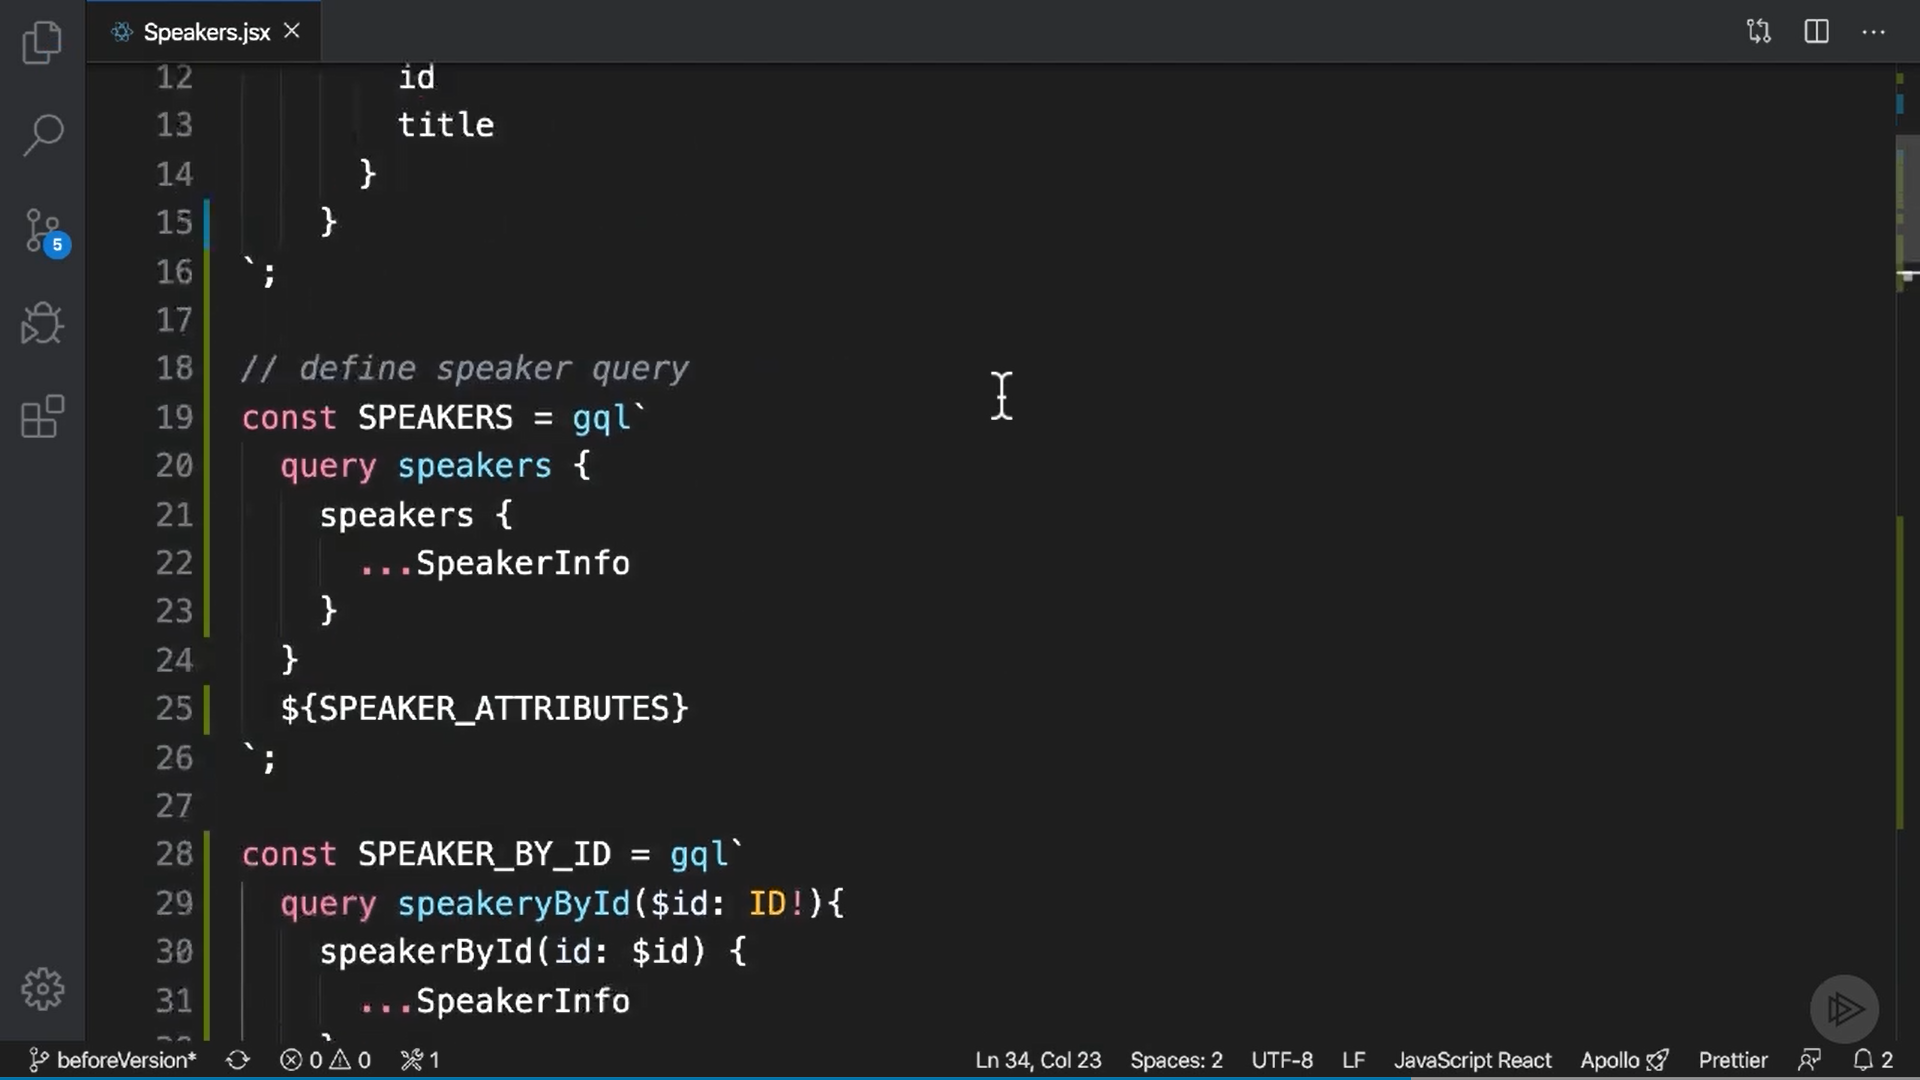 Speakers.jsx
12 id
13 title
14 }
15 }
16 `;
17
18 // define speaker query
19 const SPEAKERS = gql`
20 query speakers {
21 speakers {
22 ...SpeakerInfo
23 }
24 }
25 ${SPEAKER_ATTRIBUTES}
26 `;
27
28 const SPEAKER_BY_ID = gql`
29 query speakeryById($id: ID!){
30 speakerById(id: $id) {
31 ...SpeakerInfo
5
beforeVersion* 0 0 1 Ln 34, Col 23 Spaces: 2 UTF-8 LF JavaScript React Apollo Prettier 2